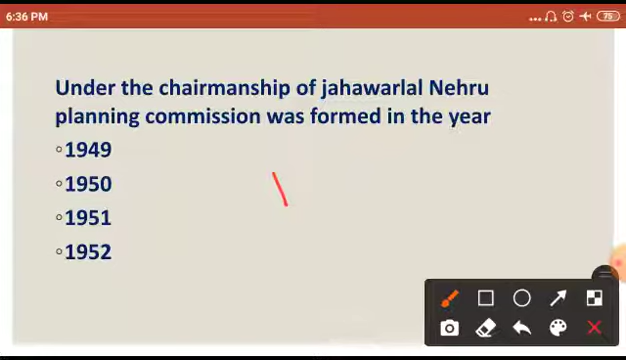 6:36 PM
75
Under the chairmanship of jahawarlal Nehru
planning commission was formed in the year
◦1949
◦1950
◦1951
◦1952